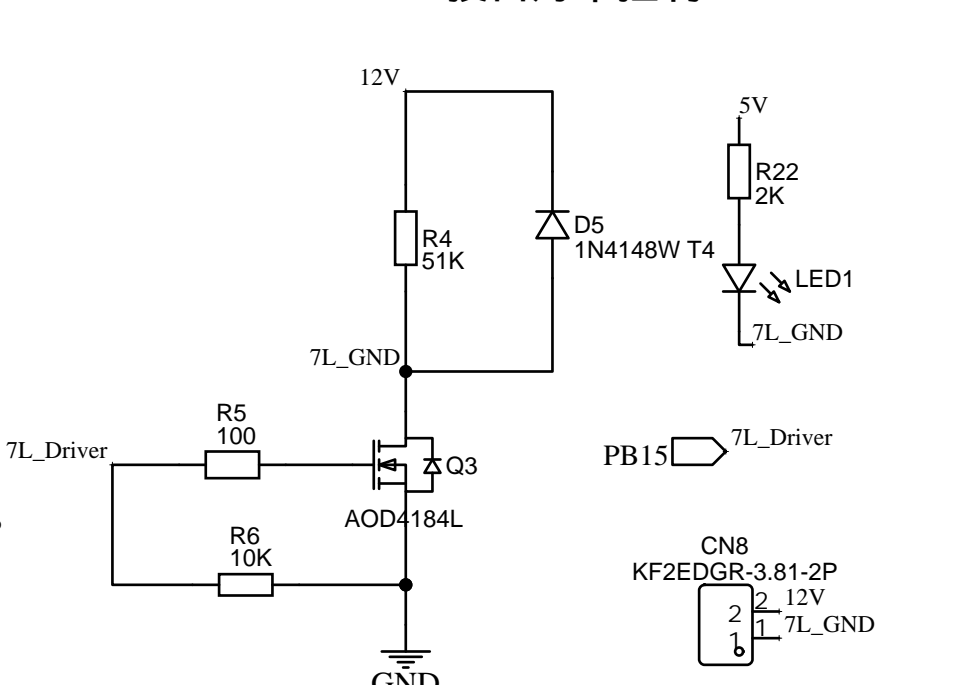 12V
5V
R22
2K
R4
51K
D5
1N4148W T4
LED1
7L_GND
7L_GND
R5
100
7L_Driver
Q3
AOD4184L
R6
10K
GND
PB15
7L_Driver
CN8
KF2EDGR-3.81-2P
2 2 12V
1 1 7L_GND